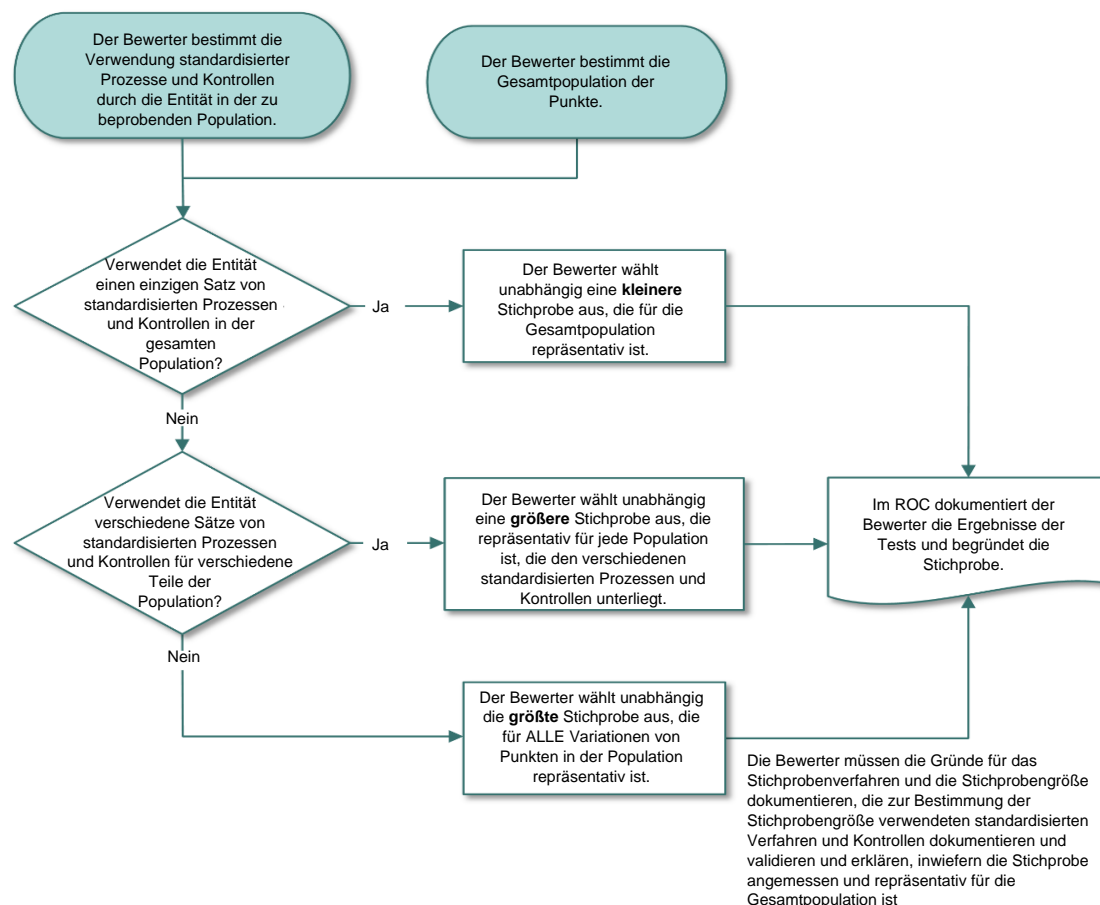 Der Bewerter bestimmt die
Verwendung standardisierter
Prozesse und Kontrollen
durch die Entität in der zu
beprobenden Population.
Der Bewerter bestimmt die
Gesamtpopulation der
Punkte.
Verwendet die Entität
einen einzigen Satz von
standardisierten Prozessen
und Kontrollen in der
gesamten
Population?
Ja
Der Bewerter wählt
unabhängig eine kleinere
Stichprobe aus, die für die
Gesamtpopulation
repräsentativ ist.
Nein
Verwendet die Entität
verschiedene Sätze von
standardisierten Prozessen
und Kontrollen für verschiedene
Teile der
Population?
Ja
Der Bewerter wählt unabhängig
eine größere Stichprobe aus, die
repräsentativ für jede Population
ist, die den verschiedenen
standardisierten Prozessen und
Kontrollen unterliegt.
Im ROC dokumentiert der
Bewerter die Ergebnisse der
Tests und begründet die
Stichprobe.
Nein
Der Bewerter wählt unabhängig
die größte Stichprobe aus, die
für ALLE Variationen von
Punkten in der Population
repräsentativ ist.
Die Bewerter müssen die Gründe für das
Stichprobenverfahren und die Stichprobengröße
dokumentieren, die zur Bestimmung der
Stichprobengröße verwendeten standardisierten
Verfahren und Kontrollen dokumentieren und
validieren und erklären, inwiefern die Stichprobe
angemessen und repräsentativ für die
Gesamtpopulation ist